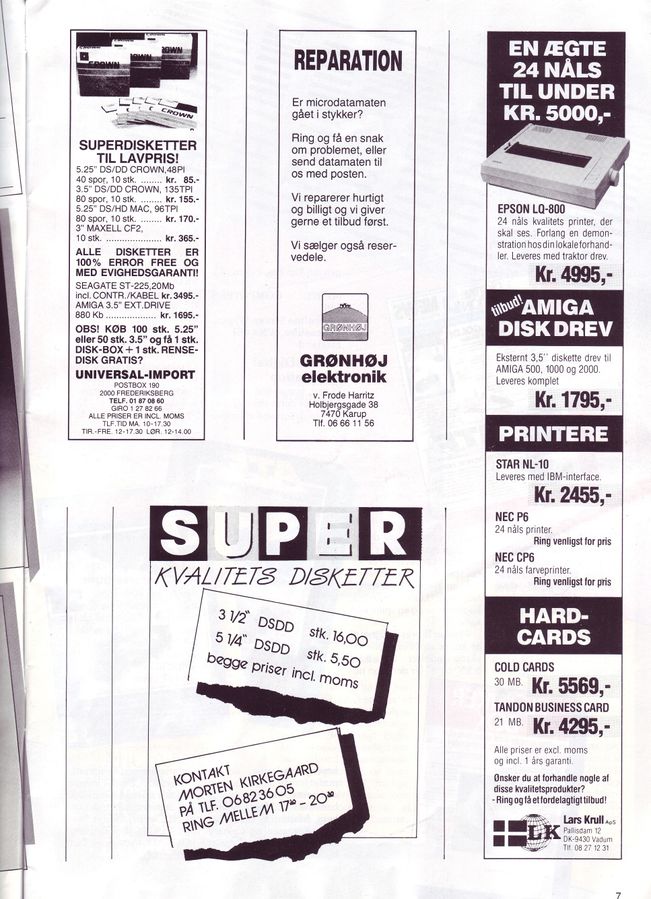 CROWN
CROWN
CROWN
SUPERDISKETTER
TIL LAVPRIS!
5.25" DS/DD CROWN,48PI
40 spor, 10 stk. ........ kr. 85.-
3.5" DS/DD CROWN, 135TPI
80 spor, 10 stk. ........ kr. 155.-
5.25" DS/HD MAC, 96TPI
80 spor, 10 stk. ........ kr. 170.-
3" MAXELL CF2,
10 stk. ...................... kr. 365.-
ALLE DISKETTER ER
100% ERROR FREE OG
MED EVIGHEDSGARANTI!
SEAGATE ST-225,20Mb
incl. CONTR./KABEL kr. 3495.-
AMIGA 3.5" EXT.DRIVE
880 Kb ................ kr. 1695.-
OBS! KØB 100 stk. 5.25"
eller 50 stk. 3.5" og få 1 stk.
DISK-BOX + 1 stk. RENSE-
DISK GRATIS?
UNIVERSAL-IMPORT
POSTBOX 190
2000 FREDERIKSBERG
TELF. 01 87 08 60
GIRO 1 27 82 66
ALLE PRISER ER INCL. MOMS
TLF.TID MA. 10-17.30
TIR.-FRE. 12-17.30 LØR. 12-14.00
REPARATION
Er microdatamaten
gået i stykker?
Ring og få en snak
om problemet, eller
send datamaten til
os med posten.
Vi reparerer hurtigt
og billigt og vi giver
gerne et tilbud først.
Vi sælger også reser-
vedele.
GRØNHØJ
GRØNHØJ
elektronik
v. Frode Harritz
Holbjergsgade 38
7470 Karup
Tlf. 06 66 11 56
EN ÆGTE
24 NÅLS
TIL UNDER
KR. 5000,-
EPSON LQ-800
24 nåls kvalitets printer, der
skal ses. Forlang en demon-
stration hos din lokale forhand-
ler. Leveres med traktor drev.
Kr. 4995,-
tilbud! AMIGA
DISK DREV
Eksternt 3,5'' diskette drev til
AMIGA 500, 1000 og 2000.
Leveres komplet
Kr. 1795,-
PRINTERE
STAR NL-10
Leveres med IBM-interface.
Kr. 2455,-
NEC P6
24 nåls printer.
Ring venligst for pris
NEC CP6
24 nåls farveprinter.
Ring venligst for pris
HARD-
CARDS
COLD CARDS
30 MB. Kr. 5569,-
TANDON BUSINESS CARD
21 MB. Kr. 4295,-
Alle priser er excl. moms
og incl. 1 års garanti.
Ønsker du at forhandle nogle af
disse kvalitetsprodukter?
- Ring og få et fordelagtigt tilbud!
LK
Lars Krull ApS
Pallisdam 12
DK-9430 Vadum
Tlf. 08 27 12 31
SUPER
KVALITETS DISKETTER
3 1/2" DSDD stk. 16,00
5 1/4" DSDD stk. 5,50
begge priser incl. moms
KONTAKT
MORTEN KIRKEGAARD
PÅ TLF. 06823605
RING MELLEM 17⁰⁰ - 20⁰⁰
7